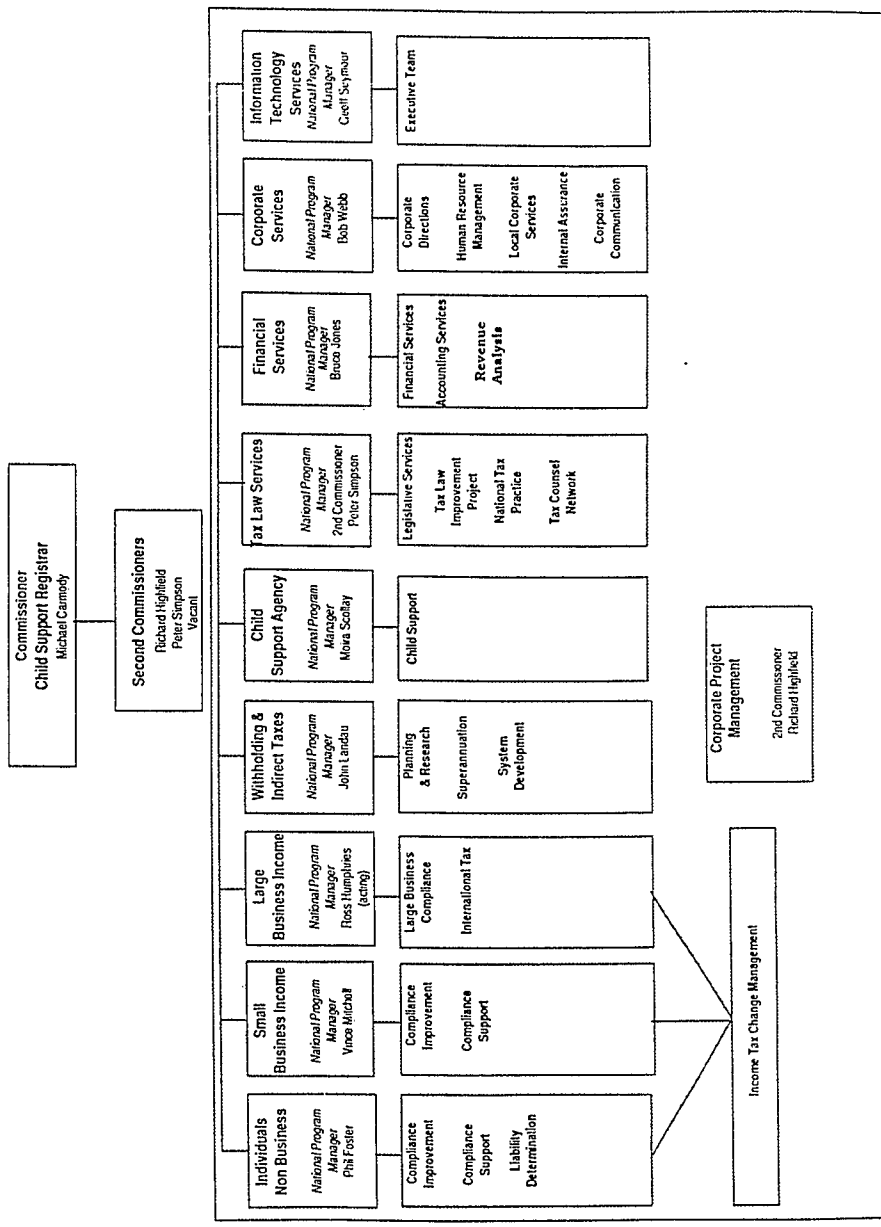 Commissioner
Child Support Registrar
Michael Carmody
Second Commissioners
Richard Highfield
Peter Simpson
Vacant
Individuals
Non Business
National Program
Manager
Phil Foster
Small
Business Income
National Program
Manager
Vince Mitchell
Large
Business Income
National Program
Manager
Ross Humphries
(acting)
Withholding &
Indirect Taxes
National Program
Manager
John Landau
Child
Support Agency
National Program
Manager
Moira Scollay
Tax Law Services
National Program
Manager
2nd Commissioner
Peter Simpson
Financial
Services
National Program
Manager
Bruce Jones
Corporate
Services
National Program
Manager
Bob Webb
Information
Technology
Services
National Program
Manager
Geoff Seymour
Compliance
Improvement
Compliance
Support
Liability
Determination
Compliance
Improvement
Compliance
Support
Large Business
Compliance
International Tax
Planning
& Research
Superannuation
System
Development
Child Support
Legislative Services
Tax Law
Improvement
Project
National Tax
Practice
Tax Counsel
Network
Financial Services
Accounting Services
Revenue
Analysis
Corporate
Directions
Human Resource
Management
Local Corporate
Services
Internal Assurance
Corporate
Communication
Executive Team
Income Tax Change Management
Corporate Project
Management
2nd Commissioner
Richard Highfield